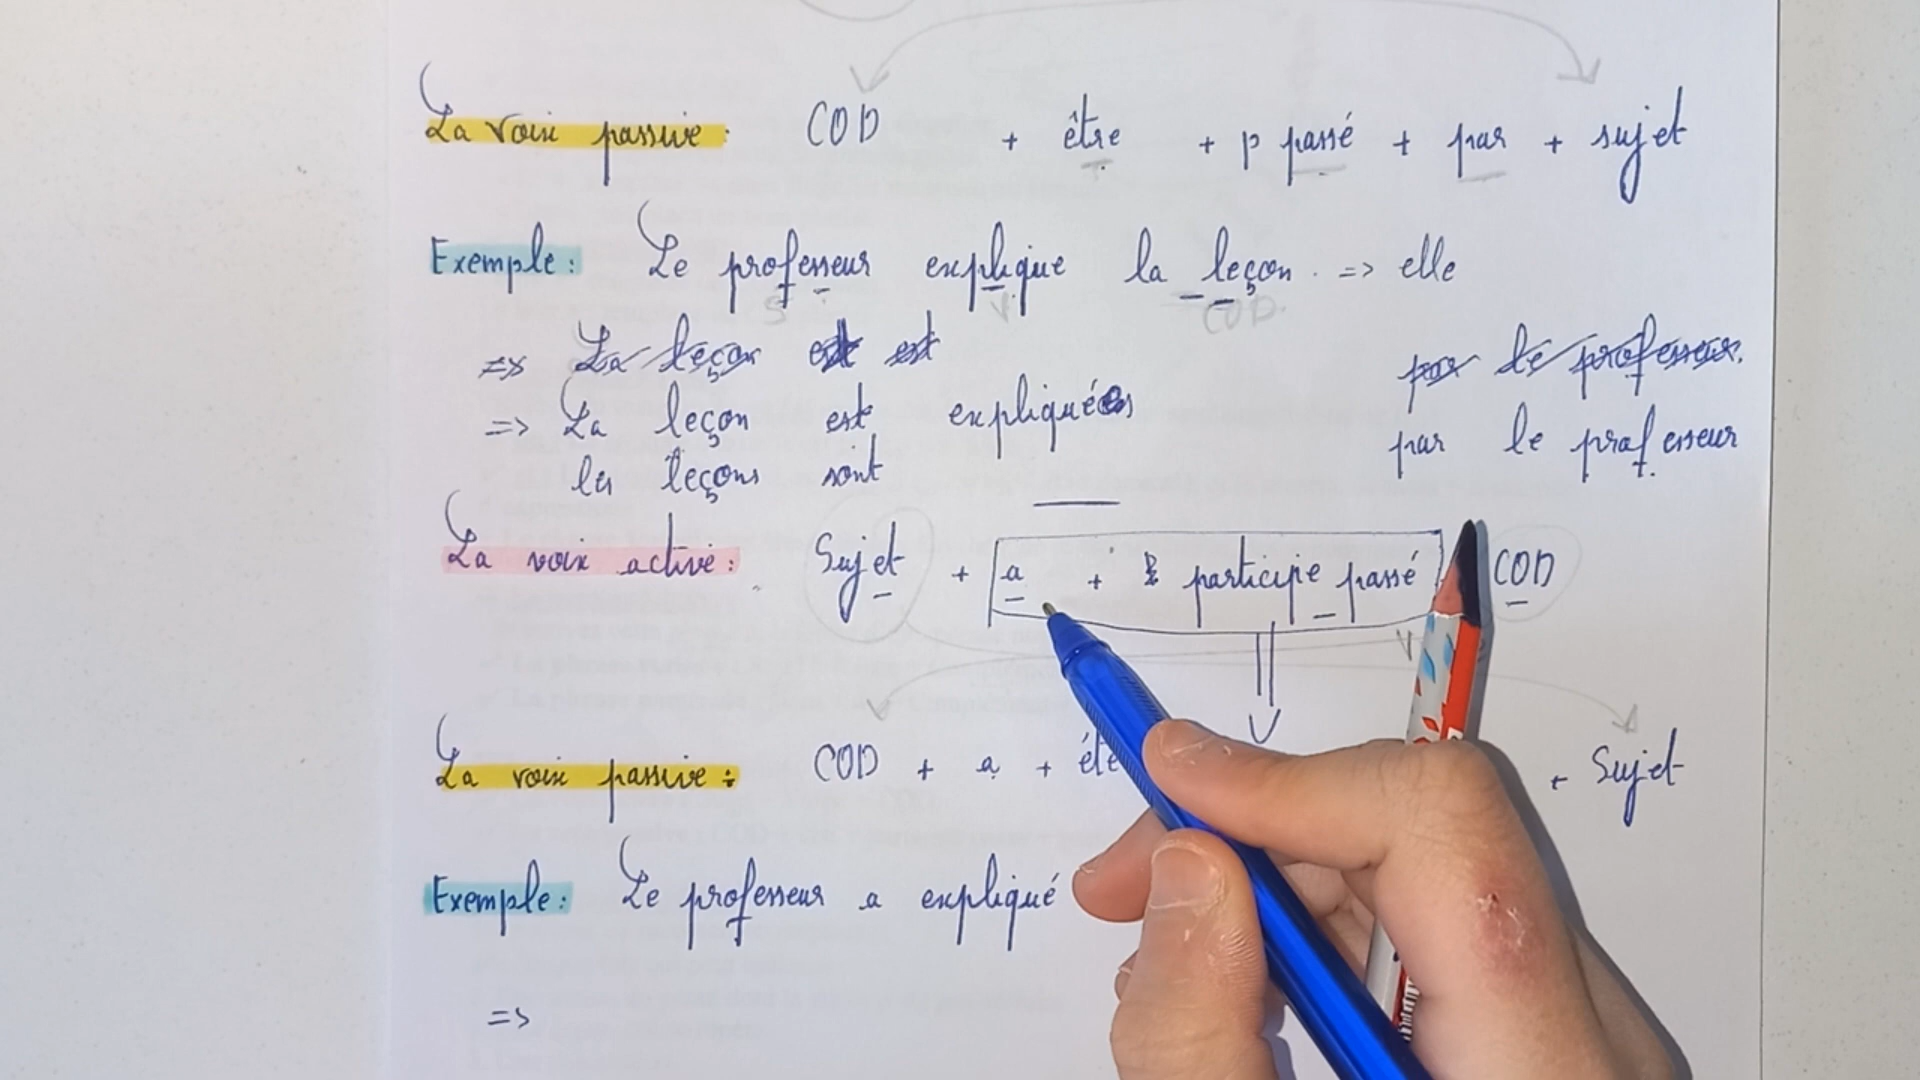 La voix passive : COD + être + p passé + par + sujet
Exemple : Le professeur explique la leçon. => elle
S V COD
=> La leçon est est par le professeur.
=> La leçon est expliquées par le professeur
les leçons sont
La voix active : Sujet + a + participe passé COD
La voix passive : COD + a + été + Sujet
Exemple : Le professeur a expliqué
=>